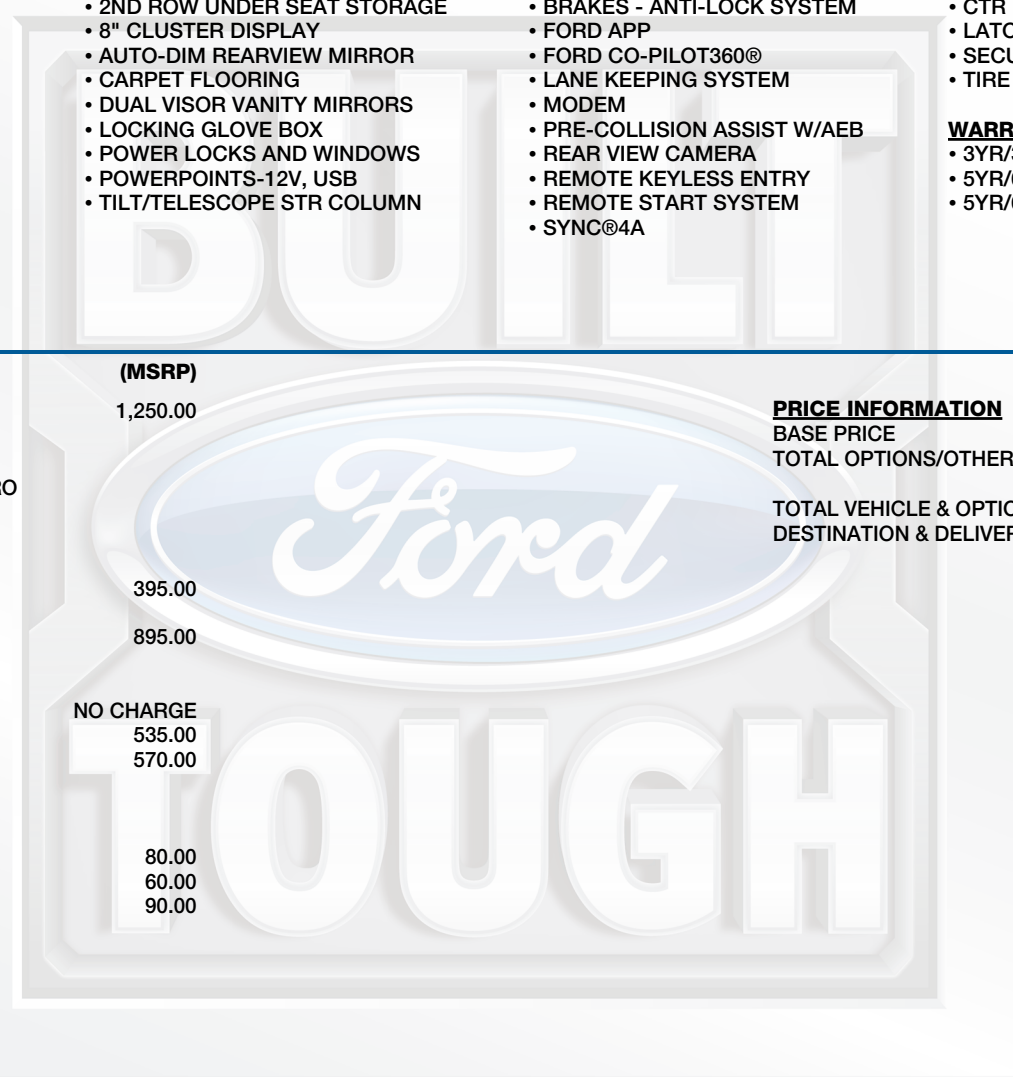 • 2ND ROW UNDER SEAT STORAGE
• 8" CLUSTER DISPLAY
• AUTO-DIM REARVIEW MIRROR
• CARPET FLOORING
• DUAL VISOR VANITY MIRRORS
• LOCKING GLOVE BOX
• POWER LOCKS AND WINDOWS
• POWERPOINTS-12V, USB
• TILT/TELESCOPE STR COLUMN
• BRAKES - ANTI-LOCK SYSTEM
• FORD APP
• FORD CO-PILOT360®
• LANE KEEPING SYSTEM
• MODEM
• PRE-COLLISION ASSIST W/AEB
• REAR VIEW CAMERA
• REMOTE KEYLESS ENTRY
• REMOTE START SYSTEM
• SYNC®4A
• CTR
• LATC
• SECU
• TIRE
WARR
• 3YR/3
• 5YR/6
• 5YR/6
(MSRP)
1,250.00
RO
395.00
895.00
NO CHARGE
535.00
570.00
80.00
60.00
90.00
PRICE INFORMATION
BASE PRICE
TOTAL OPTIONS/OTHER
TOTAL VEHICLE & OPTIO
DESTINATION & DELIVER
BUILT
Ford
TOUGH